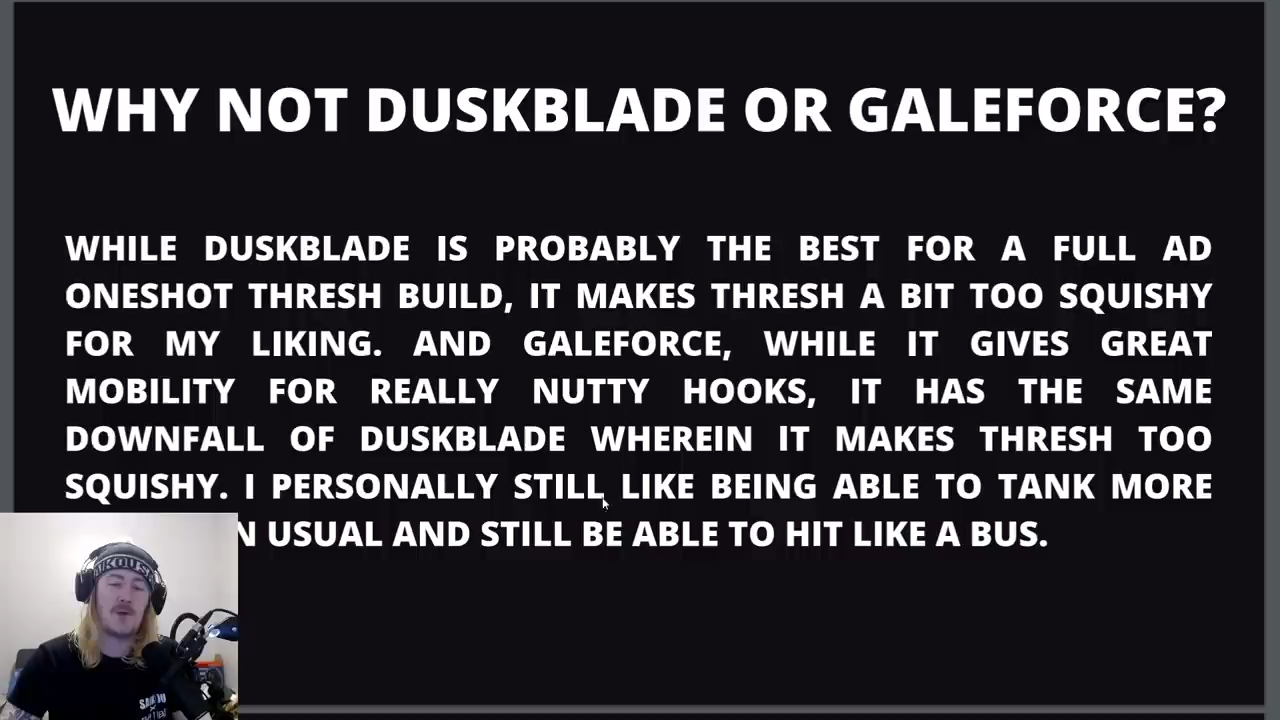 WHY NOT DUSKBLADE OR GALEFORCE?
WHILE DUSKBLADE IS PROBABLY THE BEST FOR A FULL AD
ONESHOT THRESH BUILD, IT MAKES THRESH A BIT TOO SQUISHY
FOR MY LIKING. AND GALEFORCE, WHILE IT GIVES GREAT
MOBILITY FOR REALLY NUTTY HOOKS, IT HAS THE SAME
DOWNFALL OF DUSKBLADE WHEREIN IT MAKES THRESH TOO
SQUISHY. I PERSONALLY STILL LIKE BEING ABLE TO TANK MORE
USUAL AND STILL BE ABLE TO HIT LIKE A BUS.